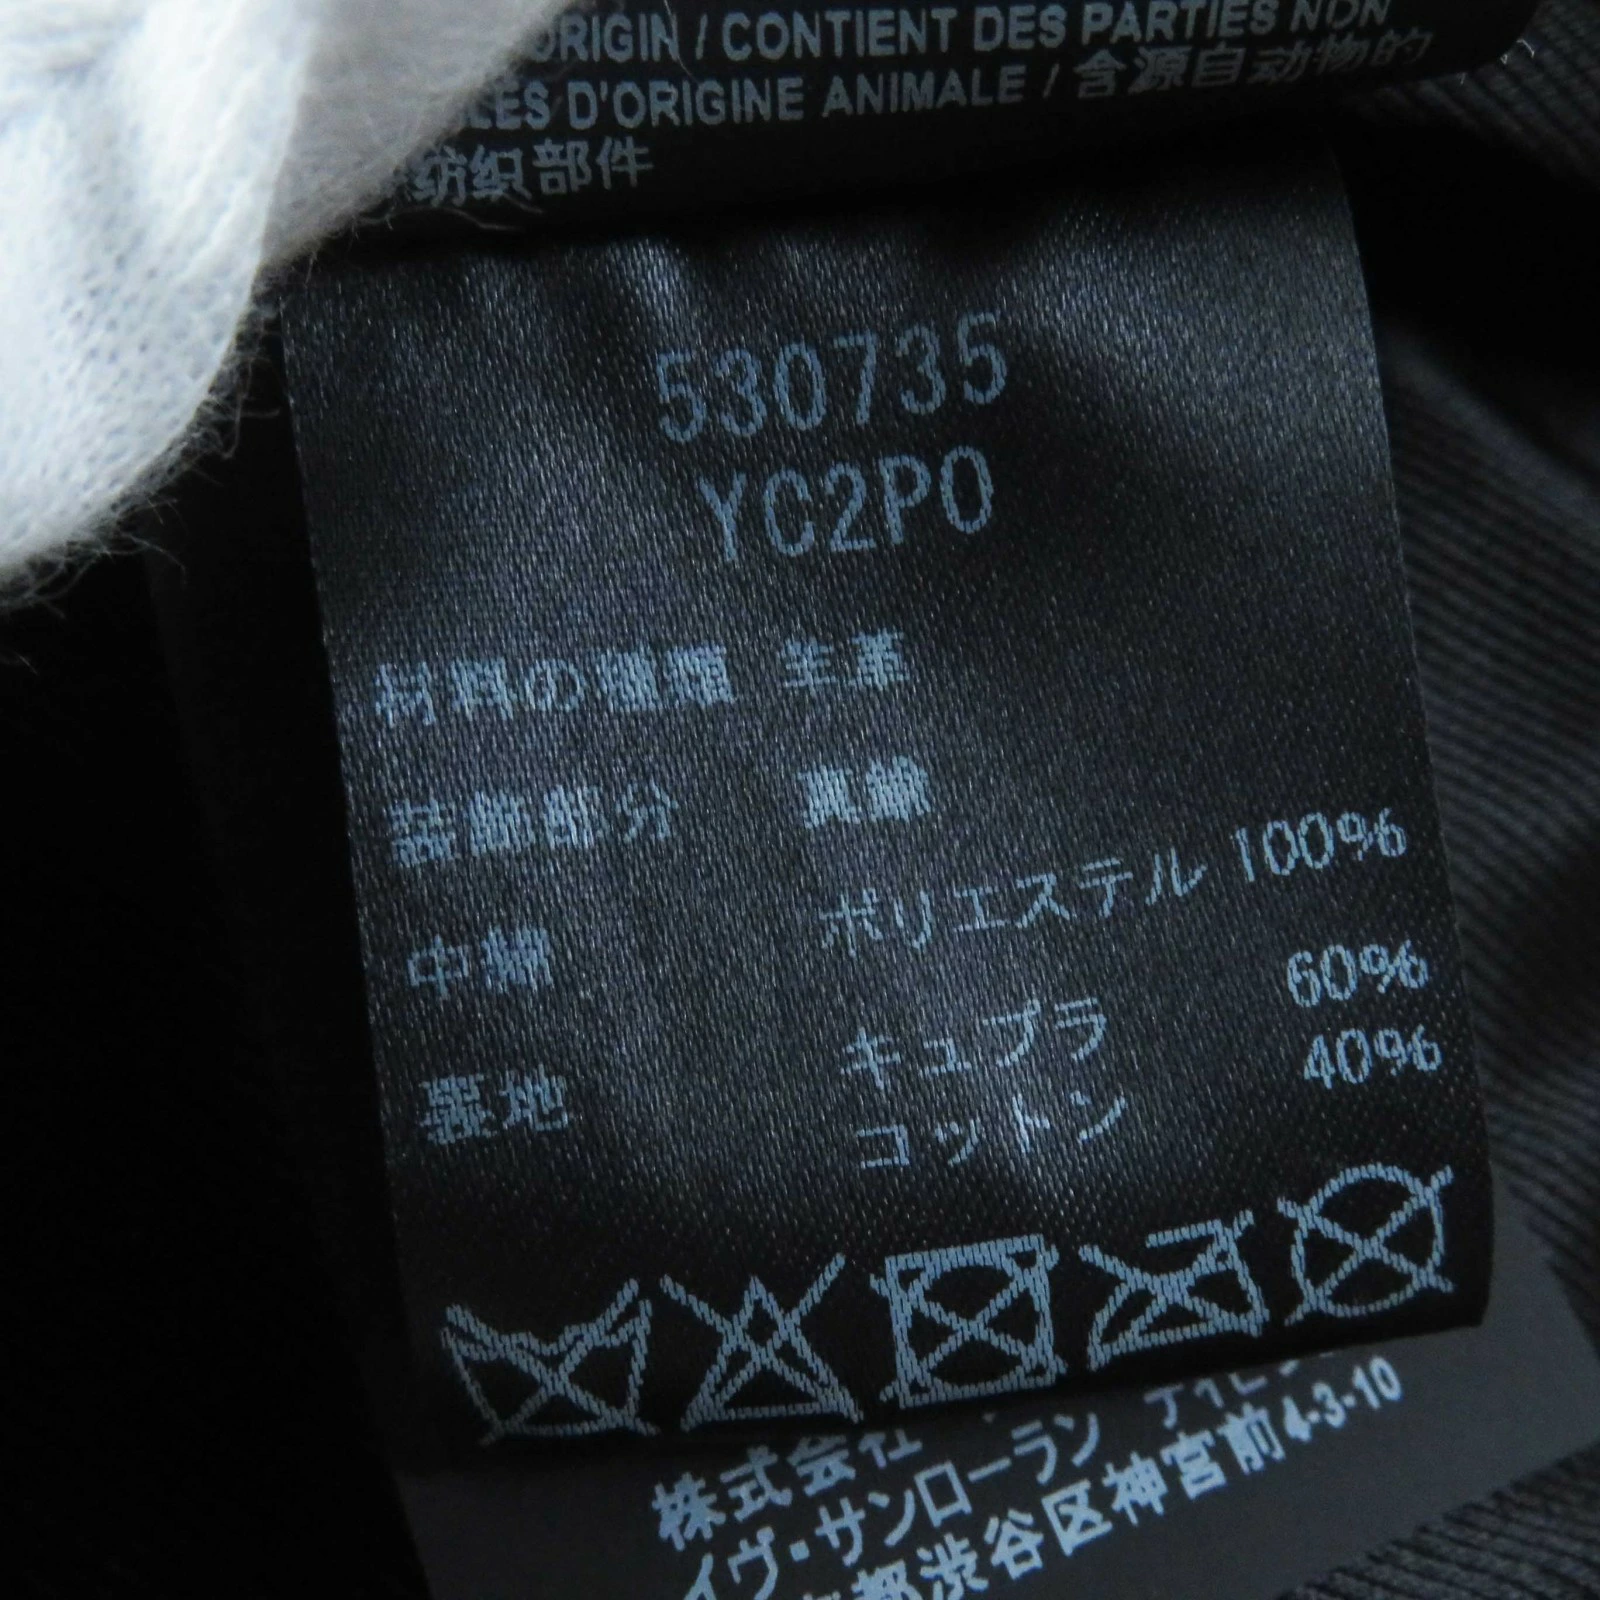 ORIGIN / CONTIENT DES PARTIES NON
D'ORIGINE ANIMALE / 含源自动物的
纺织部件
530735
YC2PO
材料の種類 羊革
装飾部分 真鍮
中綿 ポリエステル 100%
裏地 キュプラ 60%
コットン 40%
株式会社
イヴ・サンローラン
都渋谷区神宮前4-3-10